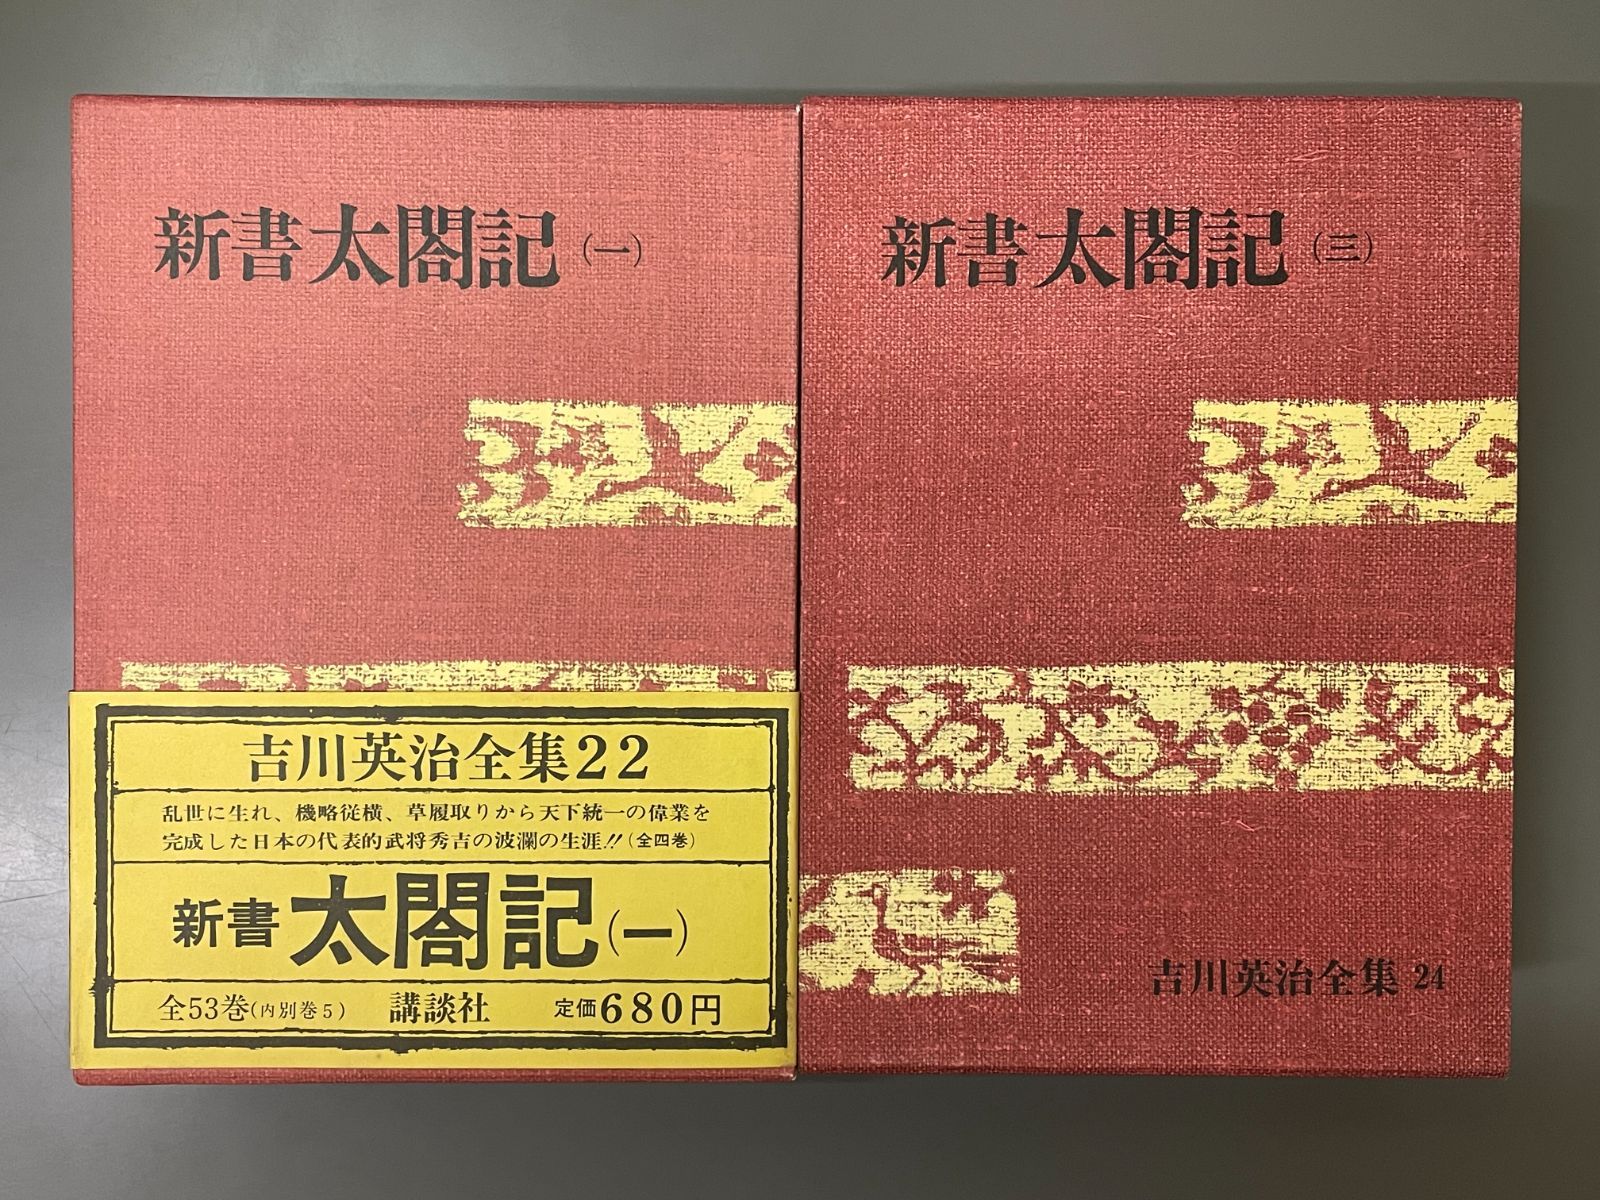 新書太閤記(一)
吉川英治全集22
乱世に生れ、機略従横、草履取りから天下統一の偉業を
完成した日本の代表的武将秀吉の波瀾の生涯!!(全四巻)
新書太閤記(一)
全53巻(内別巻5) 講談社 定価680円
新書太閤記(三)
吉川英治全集 24